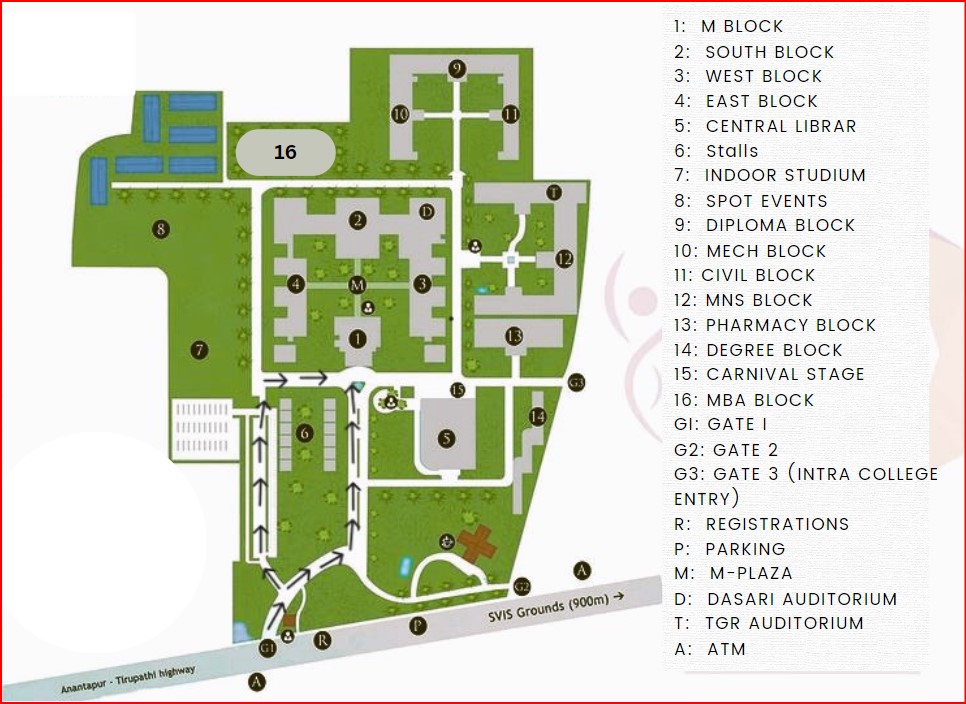 9
10
11
16
T
D
2
8
12
4
M
3
1
13
7
G3
15
14
6
5
G2
A
SVIS Grounds (900m) →
P
R
G1
Anantapur - Tirupathi highway
A
1: M BLOCK
2: SOUTH BLOCK
3: WEST BLOCK
4: EAST BLOCK
5: CENTRAL LIBRAR
6: Stalls
7: INDOOR STUDIUM
8: SPOT EVENTS
9: DIPLOMA BLOCK
10: MECH BLOCK
11: CIVIL BLOCK
12: MNS BLOCK
13: PHARMACY BLOCK
14: DEGREE BLOCK
15: CARNIVAL STAGE
16: MBA BLOCK
G1: GATE 1
G2: GATE 2
G3: GATE 3 (INTRA COLLEGE
ENTRY)
R: REGISTRATIONS
P: PARKING
M: M-PLAZA
D: DASARI AUDITORIUM
T: TGR AUDITORIUM
A: ATM